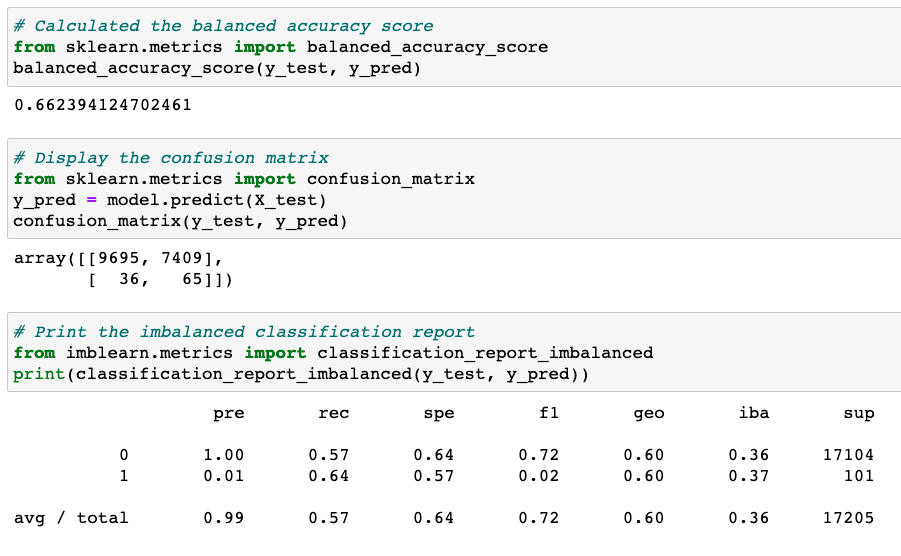 # Calculated the balanced accuracy score
from sklearn.metrics import balanced_accuracy_score
balanced_accuracy_score(y_test, y_pred)
0.662394124702461
# Display the confusion matrix
from sklearn.metrics import confusion_matrix
y_pred = model.predict(X_test)
confusion_matrix(y_test, y_pred)
array([[9695, 7409],
       [  36,   65]])
# Print the imbalanced classification report
from imblearn.metrics import classification_report_imbalanced
print(classification_report_imbalanced(y_test, y_pred))
pre rec spe f1 geo iba sup
0 1.00 0.57 0.64 0.72 0.60 0.36 17104
1 0.01 0.64 0.57 0.02 0.60 0.37 101
avg / total 0.99 0.57 0.64 0.72 0.60 0.36 17205